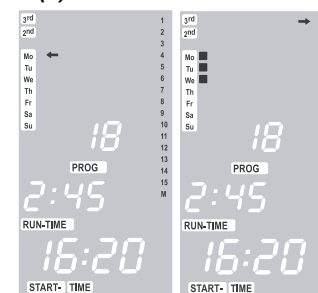 3rd
2nd
Mo
Tu
We
Th
Fr
Sa
Su
1
2
3
4
5
6
7
8
9
10
11
12
13
14
15
M
18
PROG
2:45
RUN-TIME
16:20
START- TIME
3rd
2nd
Mo
Tu
We
Th
Fr
Sa
Su
18
PROG
2:45
RUN-TIME
16:20
START- TIME